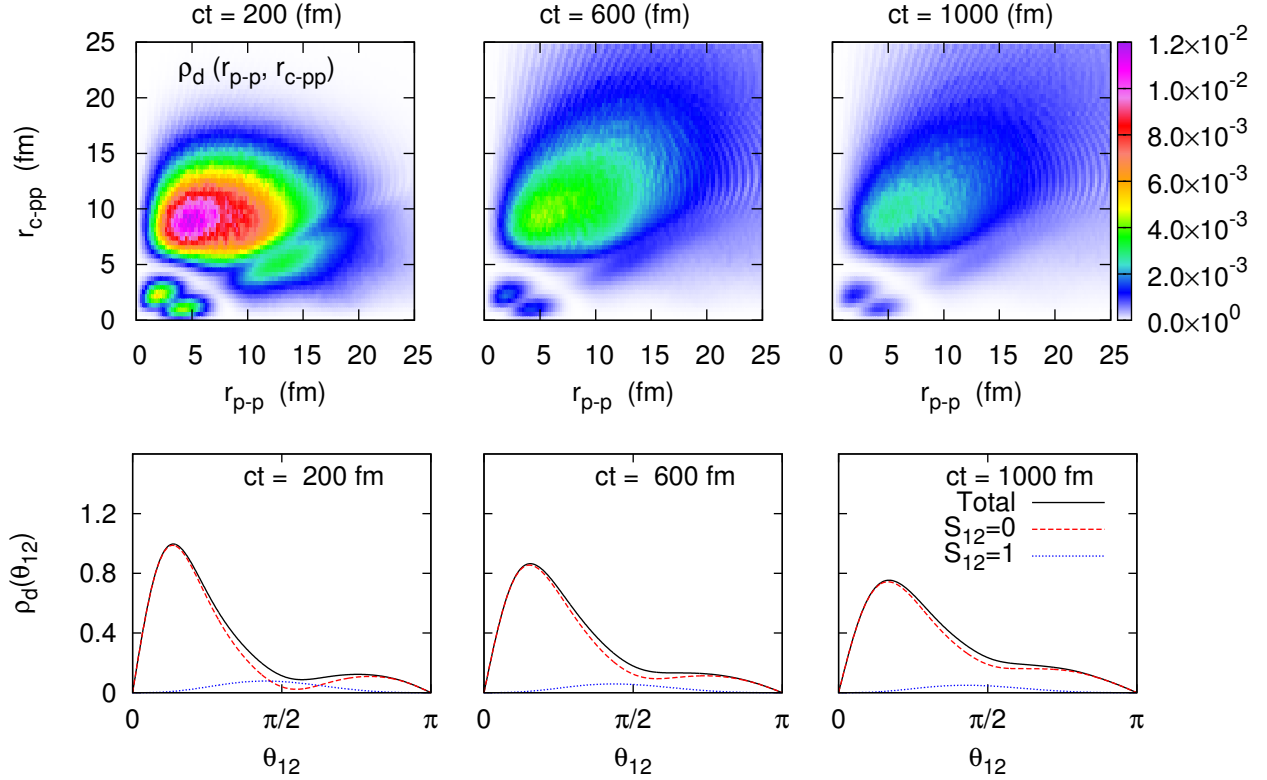 ct = 200 (fm)
ct = 600 (fm)
ct = 1000 (fm)
ρd (rp-p, rc-pp)
rc-pp (fm)
25
20
15
10
5
0
1.2×10-2
1.0×10-2
8.0×10-3
6.0×10-3
4.0×10-3
2.0×10-3
0.0×100
0 5 10 15 20 25
0 5 10 15 20 25
0 5 10 15 20 25
rp-p (fm)
rp-p (fm)
rp-p (fm)
ct = 200 fm
ct = 600 fm
ct = 1000 fm
Total
S12=0
S12=1
ρd(θ12)
1.2
0.8
0.4
0
0 π/2 π
0 π/2 π
0 π/2 π
θ12
θ12
θ12